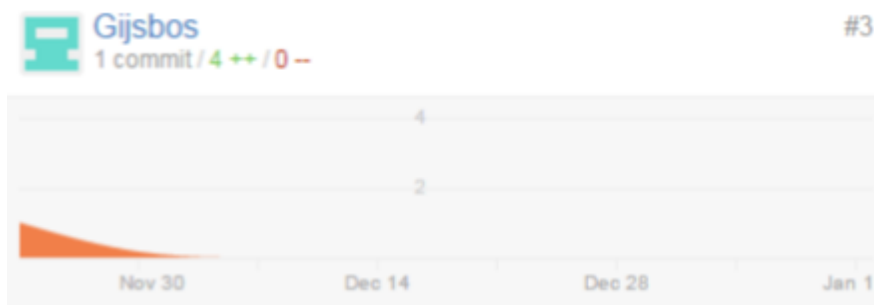 Gijsbos #3
1 commit / 4 ++ / 0 --
4
2
Nov 30 Dec 14 Dec 28 Jan 1